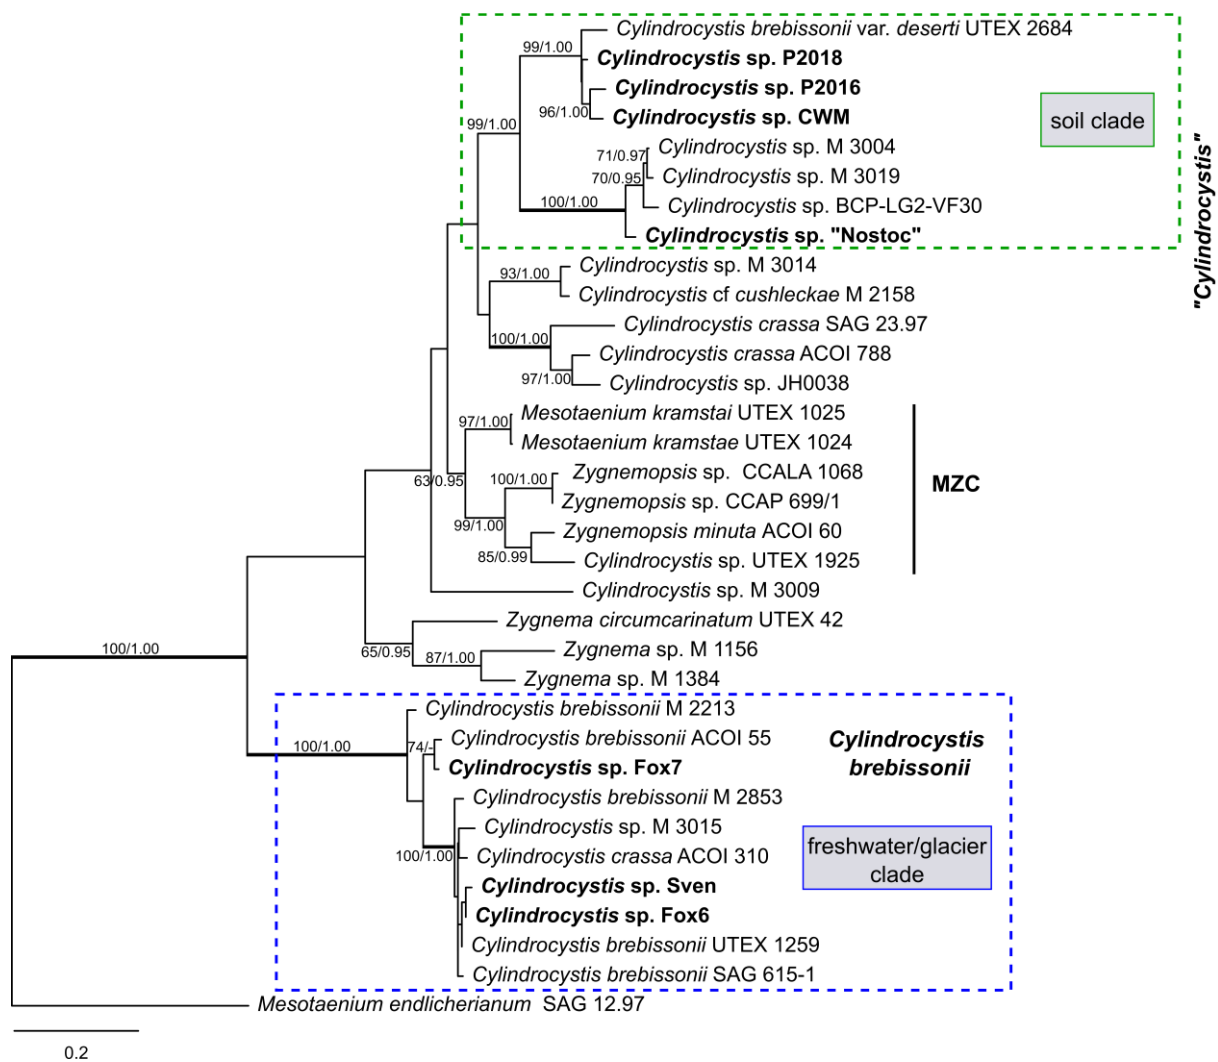 Cylindrocystis brebissonii var. deserti UTEX 2684
99/1.00
Cylindrocystis sp. P2018
Cylindrocystis sp. P2016
96/1.00
Cylindrocystis sp. CWM
soil clade
99/1.00
Cylindrocystis sp. M 3004
71/0.97
Cylindrocystis sp. M 3019
70/0.95
Cylindrocystis sp. BCP-LG2-VF30
100/1.00
Cylindrocystis sp. "Nostoc"
"Cylindrocystis"
Cylindrocystis sp. M 3014
93/1.00
Cylindrocystis cf cushleckae M 2158
Cylindrocystis crassa SAG 23.97
100/1.00
Cylindrocystis crassa ACOI 788
97/1.00
Cylindrocystis sp. JH0038
Mesotaenium kramstai UTEX 1025
97/1.00
Mesotaenium kramstae UTEX 1024
63/0.95
Zygnemopsis sp. CCALA 1068
100/1.00
Zygnemopsis sp. CCAP 699/1
MZC
99/1.00
Zygnemopsis minuta ACOI 60
85/0.99
Cylindrocystis sp. UTEX 1925
Cylindrocystis sp. M 3009
Zygnema circumcarinatum UTEX 42
65/0.95
Zygnema sp. M 1156
87/1.00
Zygnema sp. M 1384
100/1.00
Cylindrocystis brebissonii M 2213
Cylindrocystis brebissonii ACOI 55
74/-
100/1.00
Cylindrocystis sp. Fox7
Cylindrocystis
brebissonii
Cylindrocystis brebissonii M 2853
Cylindrocystis sp. M 3015
100/1.00
Cylindrocystis crassa ACOI 310
freshwater/glacier
clade
Cylindrocystis sp. Sven
Cylindrocystis sp. Fox6
Cylindrocystis brebissonii UTEX 1259
Cylindrocystis brebissonii SAG 615-1
Mesotaenium endlicherianum SAG 12.97
0.2